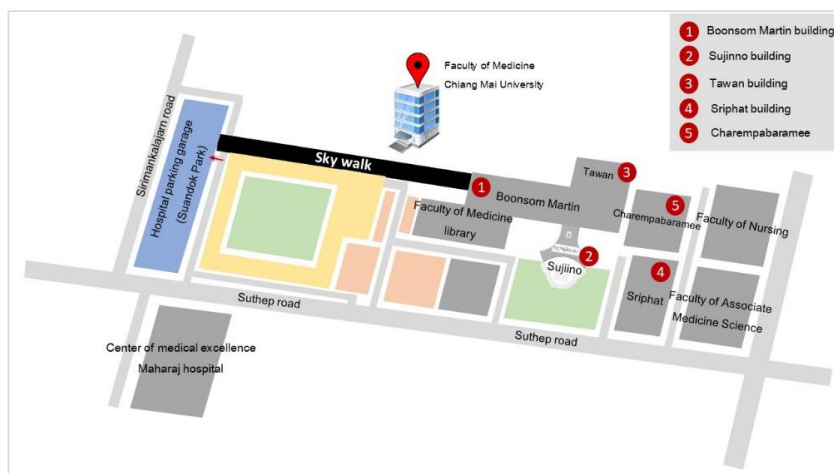 1 Boonsom Martin building
2 Sujinno building
3 Tawan building
4 Sriphat building
5 Charempabaramee
Faculty of Medicine
Chiang Mai University
Sirimankalajarn road
Hospital parking garage
(Suandok Park)
Sky walk
1
Boonsom Martin
Tawan
3
Faculty of Medicine
library
5
Charempabaramee
Faculty of Nursing
2
Sujiino
4
Sriphat
Faculty of Associate
Medicine Science
Suthep road
Suthep road
Center of medical excellence
Maharaj hospital